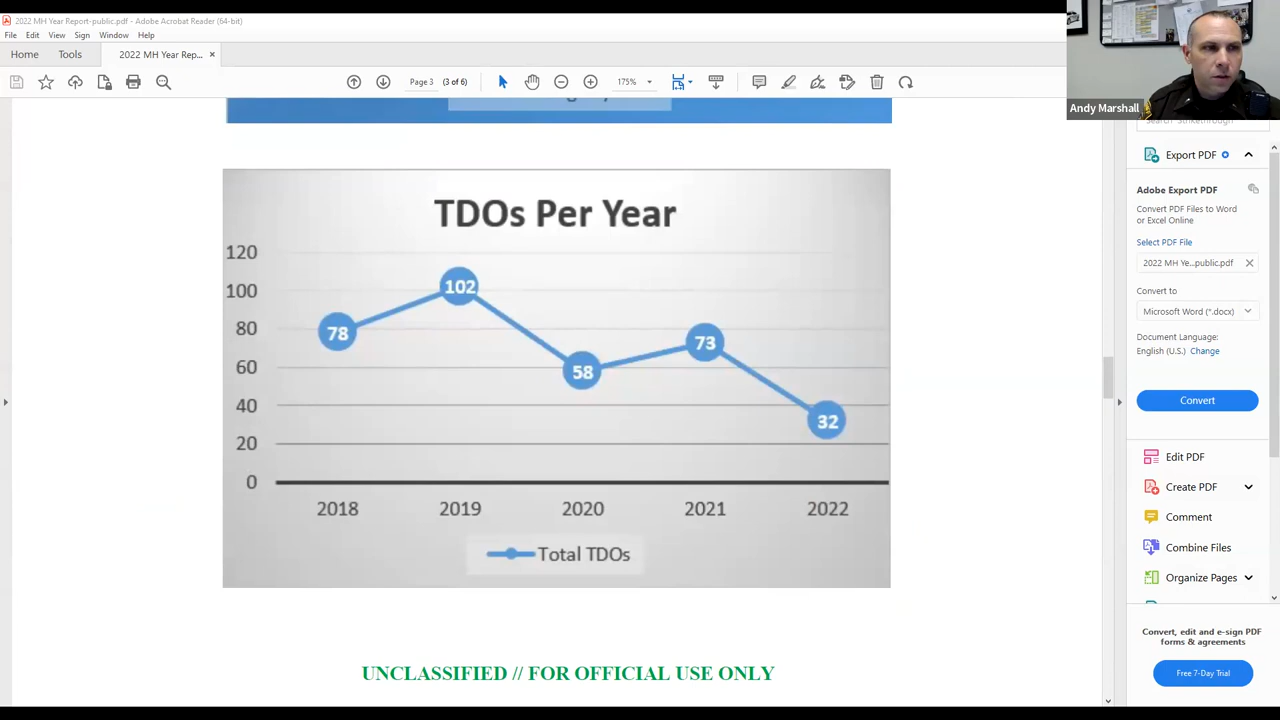 2022 MH Year Report-public.pdf - Adobe Acrobat Reader (64-bit)
File Edit View Sign Window Help
Home Tools 2022 MH Year Rep... ×
Page 3 (3 of 6) 175%
Andy Marshall
Search 'Strikethrough'
Export PDF
Adobe Export PDF
Convert PDF Files to Word
or Excel Online
Select PDF File
2022 MH Ye...public.pdf
Convert to
Microsoft Word (*.docx)
Document Language:
English (U.S.) Change
Convert
Edit PDF
Create PDF
Comment
Combine Files
Organize Pages
Convert, edit and e-sign PDF
forms & agreements
Free 7-Day Trial
TDOs Per Year
120
100
80
60
40
20
0
78
102
58
73
32
2018 2019 2020 2021 2022
Total TDOs
UNCLASSIFIED // FOR OFFICIAL USE ONLY